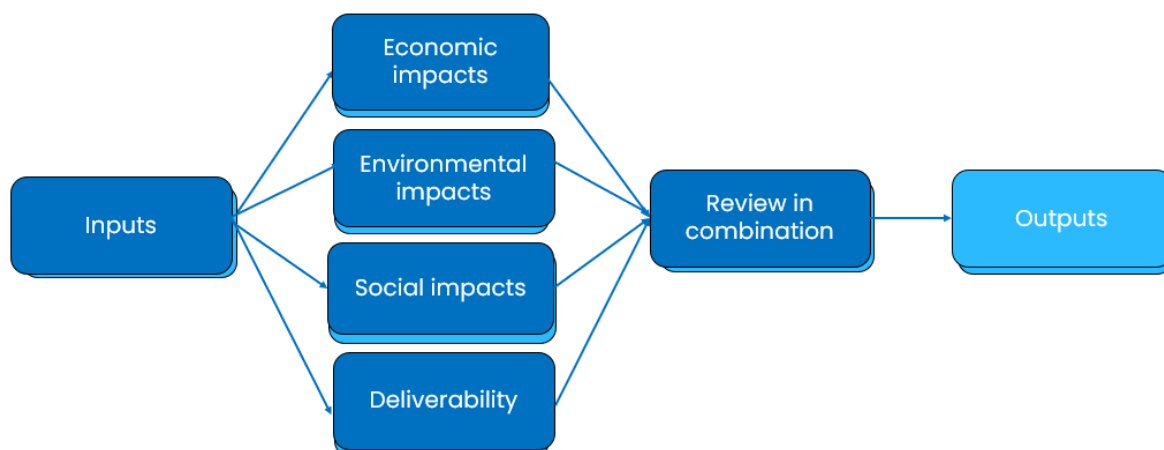 Economic
impacts
Environmental
impacts
Inputs
Review in
combination
Outputs
Social impacts
Deliverability